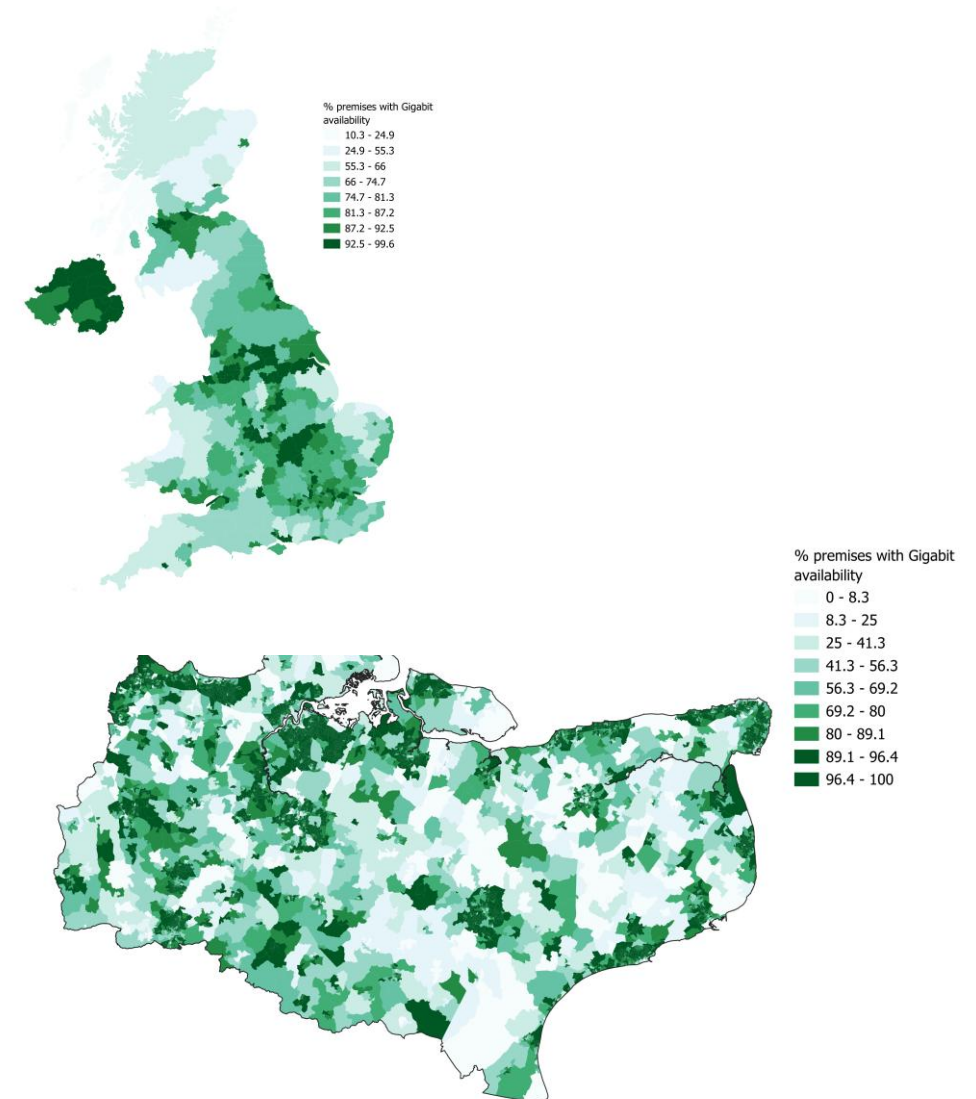 % premises with Gigabit
availability
10.3 - 24.9
24.9 - 55.3
55.3 - 66
66 - 74.7
74.7 - 81.3
81.3 - 87.2
87.2 - 92.5
92.5 - 99.6
% premises with Gigabit
availability
0 - 8.3
8.3 - 25
25 - 41.3
41.3 - 56.3
56.3 - 69.2
69.2 - 80
80 - 89.1
89.1 - 96.4
96.4 - 100